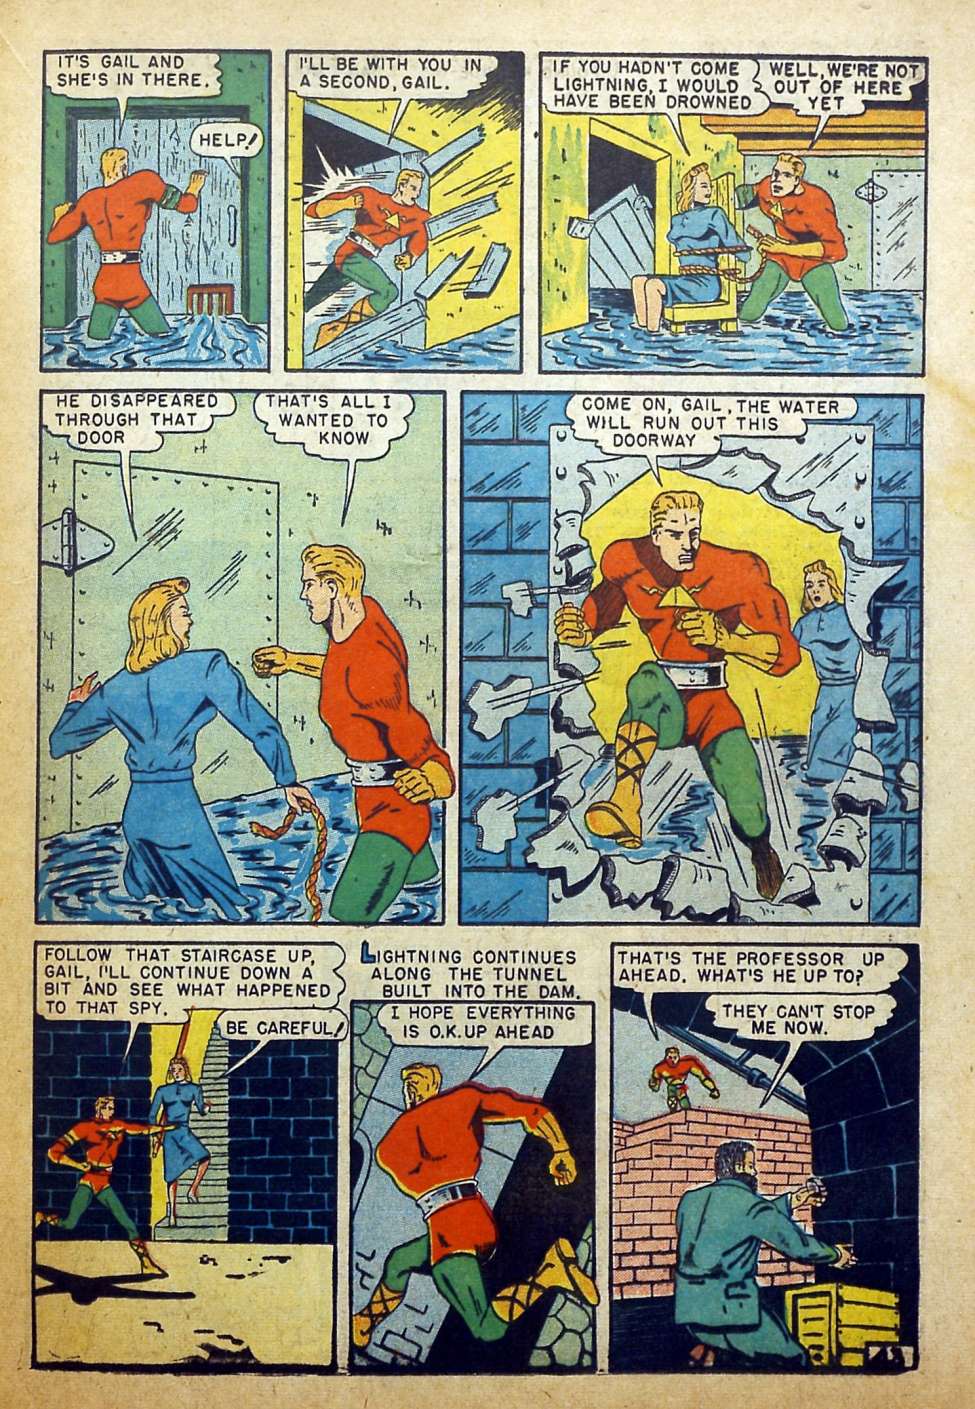 IT'S GAIL AND
SHE'S IN THERE.
HELP!
I'LL BE WITH YOU IN
A SECOND, GAIL.
IF YOU HADN'T COME
LIGHTNING, I WOULD
HAVE BEEN DROWNED
WELL, WE'RE NOT
OUT OF HERE
YET
HE DISAPPEARED
THROUGH THAT
DOOR
THAT'S ALL I
WANTED TO
KNOW
COME ON, GAIL, THE WATER
WILL RUN OUT THIS
DOORWAY
FOLLOW THAT STAIRCASE UP,
GAIL, I'LL CONTINUE DOWN A
BIT AND SEE WHAT HAPPENED
TO THAT SPY.
BE CAREFUL!
LIGHTNING CONTINUES
ALONG THE TUNNEL
BUILT INTO THE DAM.
I HOPE EVERYTHING
IS O.K. UP AHEAD
THAT'S THE PROFESSOR UP
AHEAD. WHAT'S HE UP TO?
THEY CAN'T STOP
ME NOW.